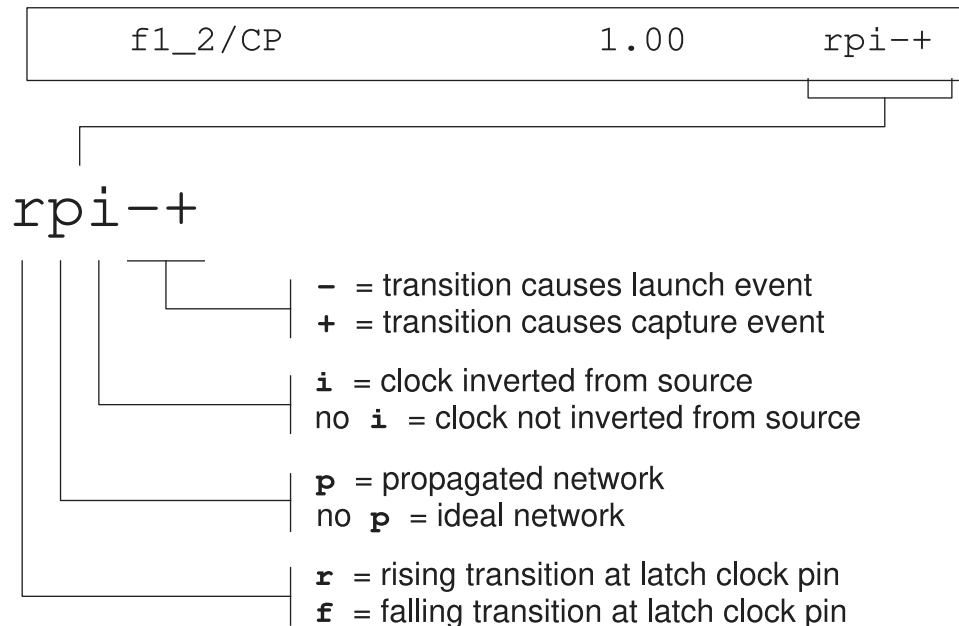 f1_2/CP 1.00 rpi-+
rpi-+
- = transition causes launch event
+ = transition causes capture event
i = clock inverted from source
no i = clock not inverted from source
p = propagated network
no p = ideal network
r = rising transition at latch clock pin
f = falling transition at latch clock pin